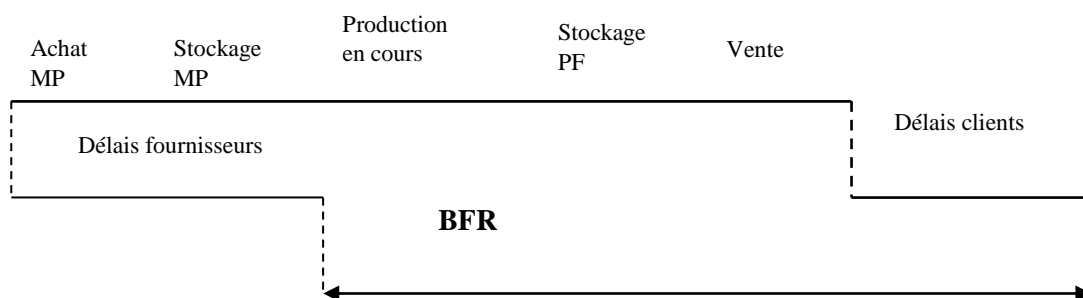 Achat
MP
Stockage
MP
Production
en cours
Stockage
PF
Vente
Délais fournisseurs
Délais clients
BFR